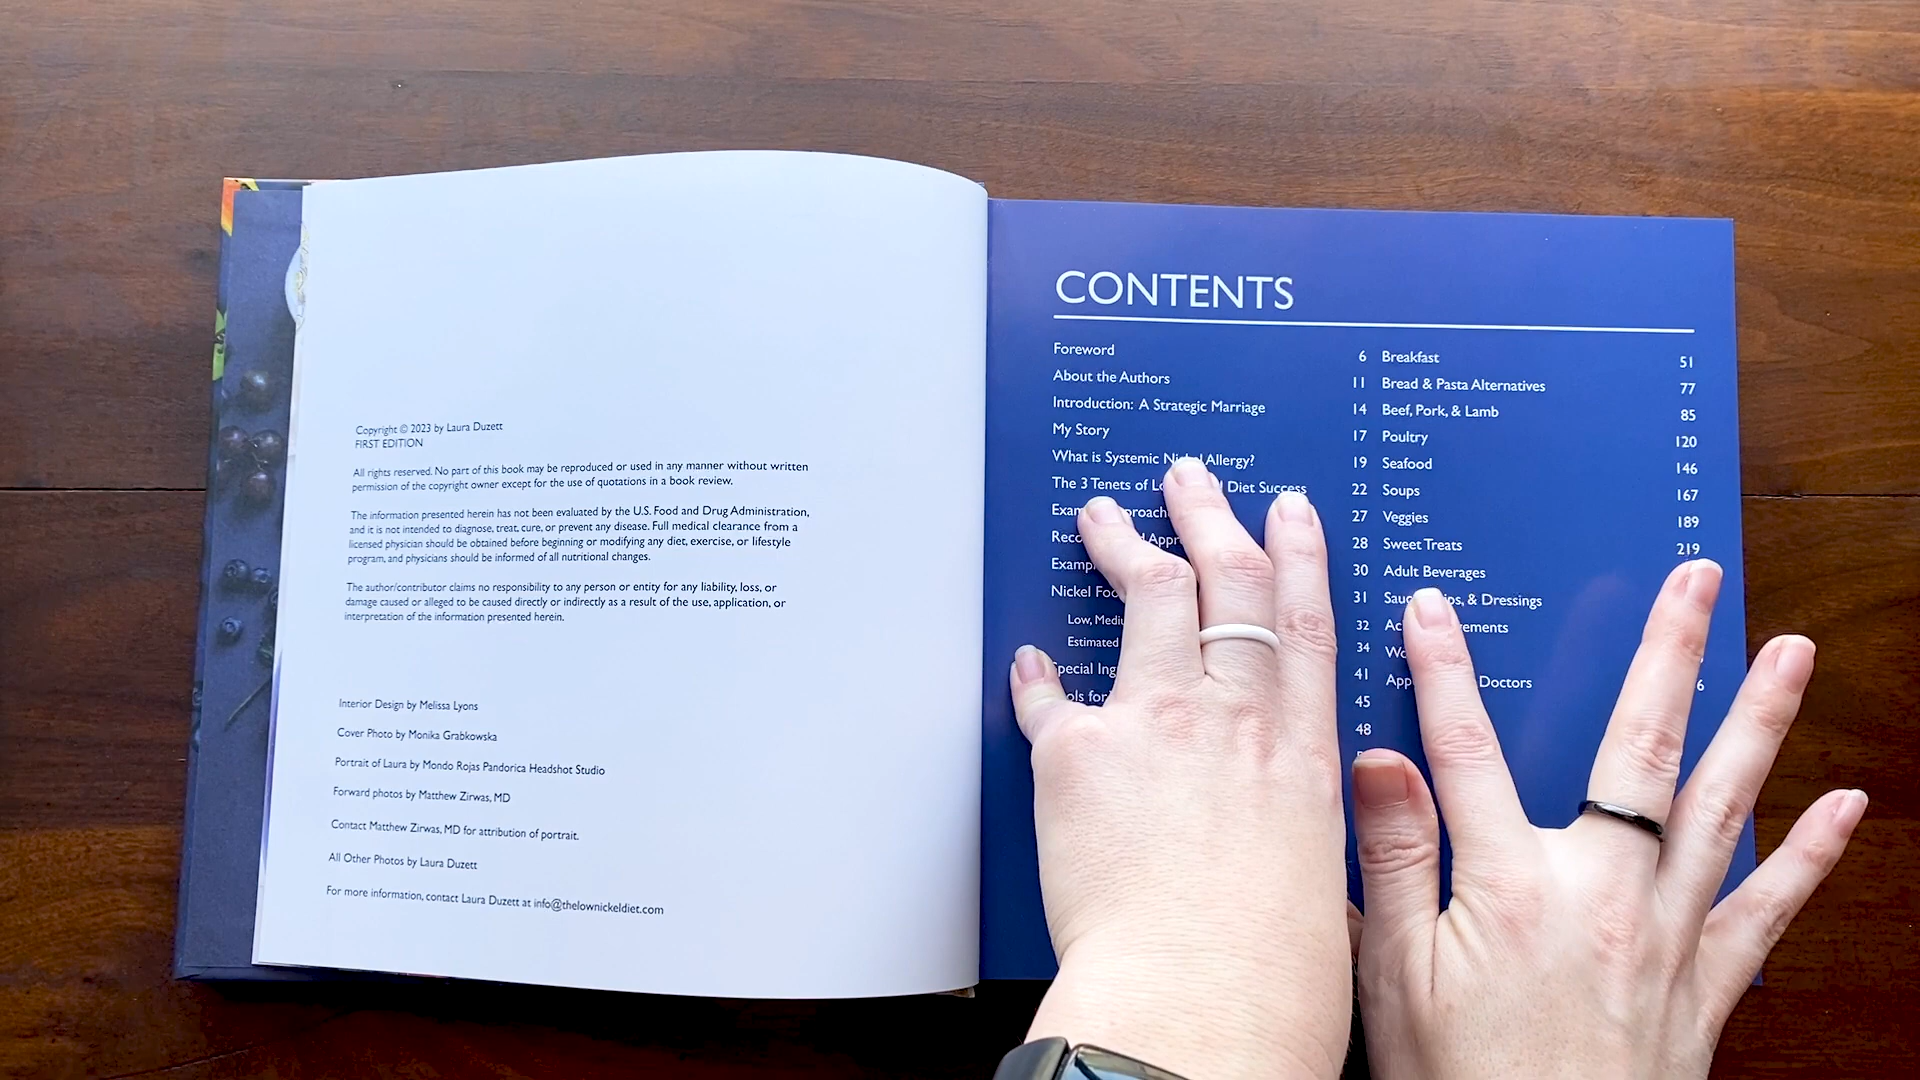 Copyright © 2023 by Laura Duzett
FIRST EDITION
All rights reserved. No part of this book may be reproduced or used in any manner without written
permission of the copyright owner except for the use of quotations in a book review.
The information presented herein has not been evaluated by the U.S. Food and Drug Administration,
and it is not intended to diagnose, treat, cure, or prevent any disease. Full medical clearance from a
licensed physician should be obtained before beginning or modifying any diet, exercise, or lifestyle
program, and physicians should be informed of all nutritional changes.
The author/contributor claims no responsibility to any person or entity for any liability, loss, or
damage caused or alleged to be caused directly or indirectly as a result of the use, application, or
interpretation of the information presented herein.
Interior Design by Melissa Lyons
Cover Photo by Monika Grabkowska
Portrait of Laura by Mondo Rojas Pandorica Headshot Studio
Forward photos by Matthew Zirwas, MD
Contact Matthew Zirwas, MD for attribution of portrait.
All Other Photos by Laura Duzett
For more information, contact Laura Duzett at info@thelownickeldiet.com
CONTENTS
Foreword 6
About the Authors 11
Introduction: A Strategic Marriage 14
My Story 17
What is Systemic Allergy? 19
The 3 Tenets of Diet Success 22
27
28
30
Nickel 31
Low, 32
Estimated 34
Special 41
for 45
48
Breakfast 51
Bread & Pasta Alternatives 77
Beef, Pork, & Lamb 85
Poultry 120
Seafood 146
Soups 167
Veggies 189
Sweet Treats 219
Adult Beverages
& Dressings
Doctors